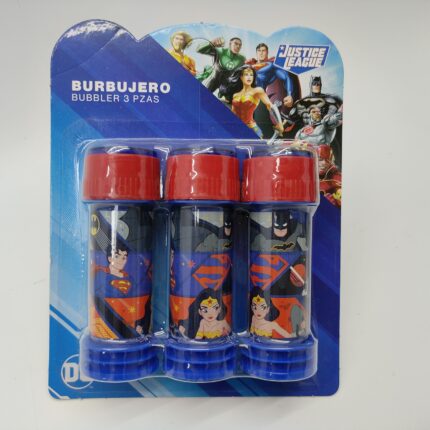 JUSTICE
LEAGUE
BURBUJERO
BUBBLER 3 PZAS
DC